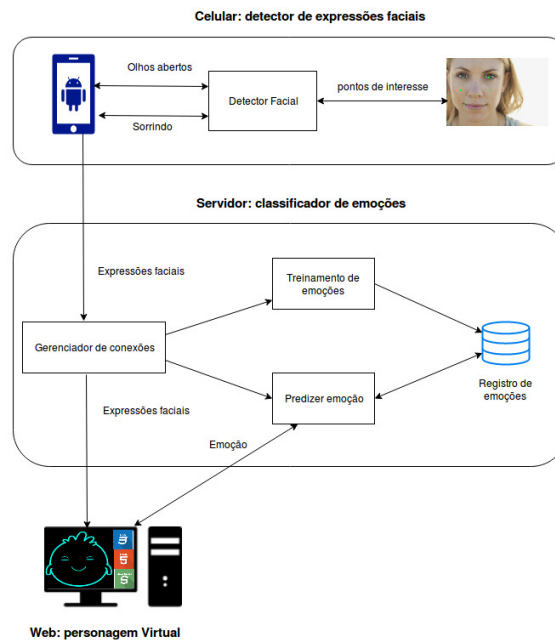 Celular: detector de expressões faciais
Olhos abertos
pontos de interesse
Detector Facial
Sorrindo
Servidor: classificador de emoções
Expressões faciais
Treinamento de
emoções
Gerenciador de conexões
Registro de
emoções
Predizer emoção
Expressões faciais
Emoção
Web: personagem Virtual